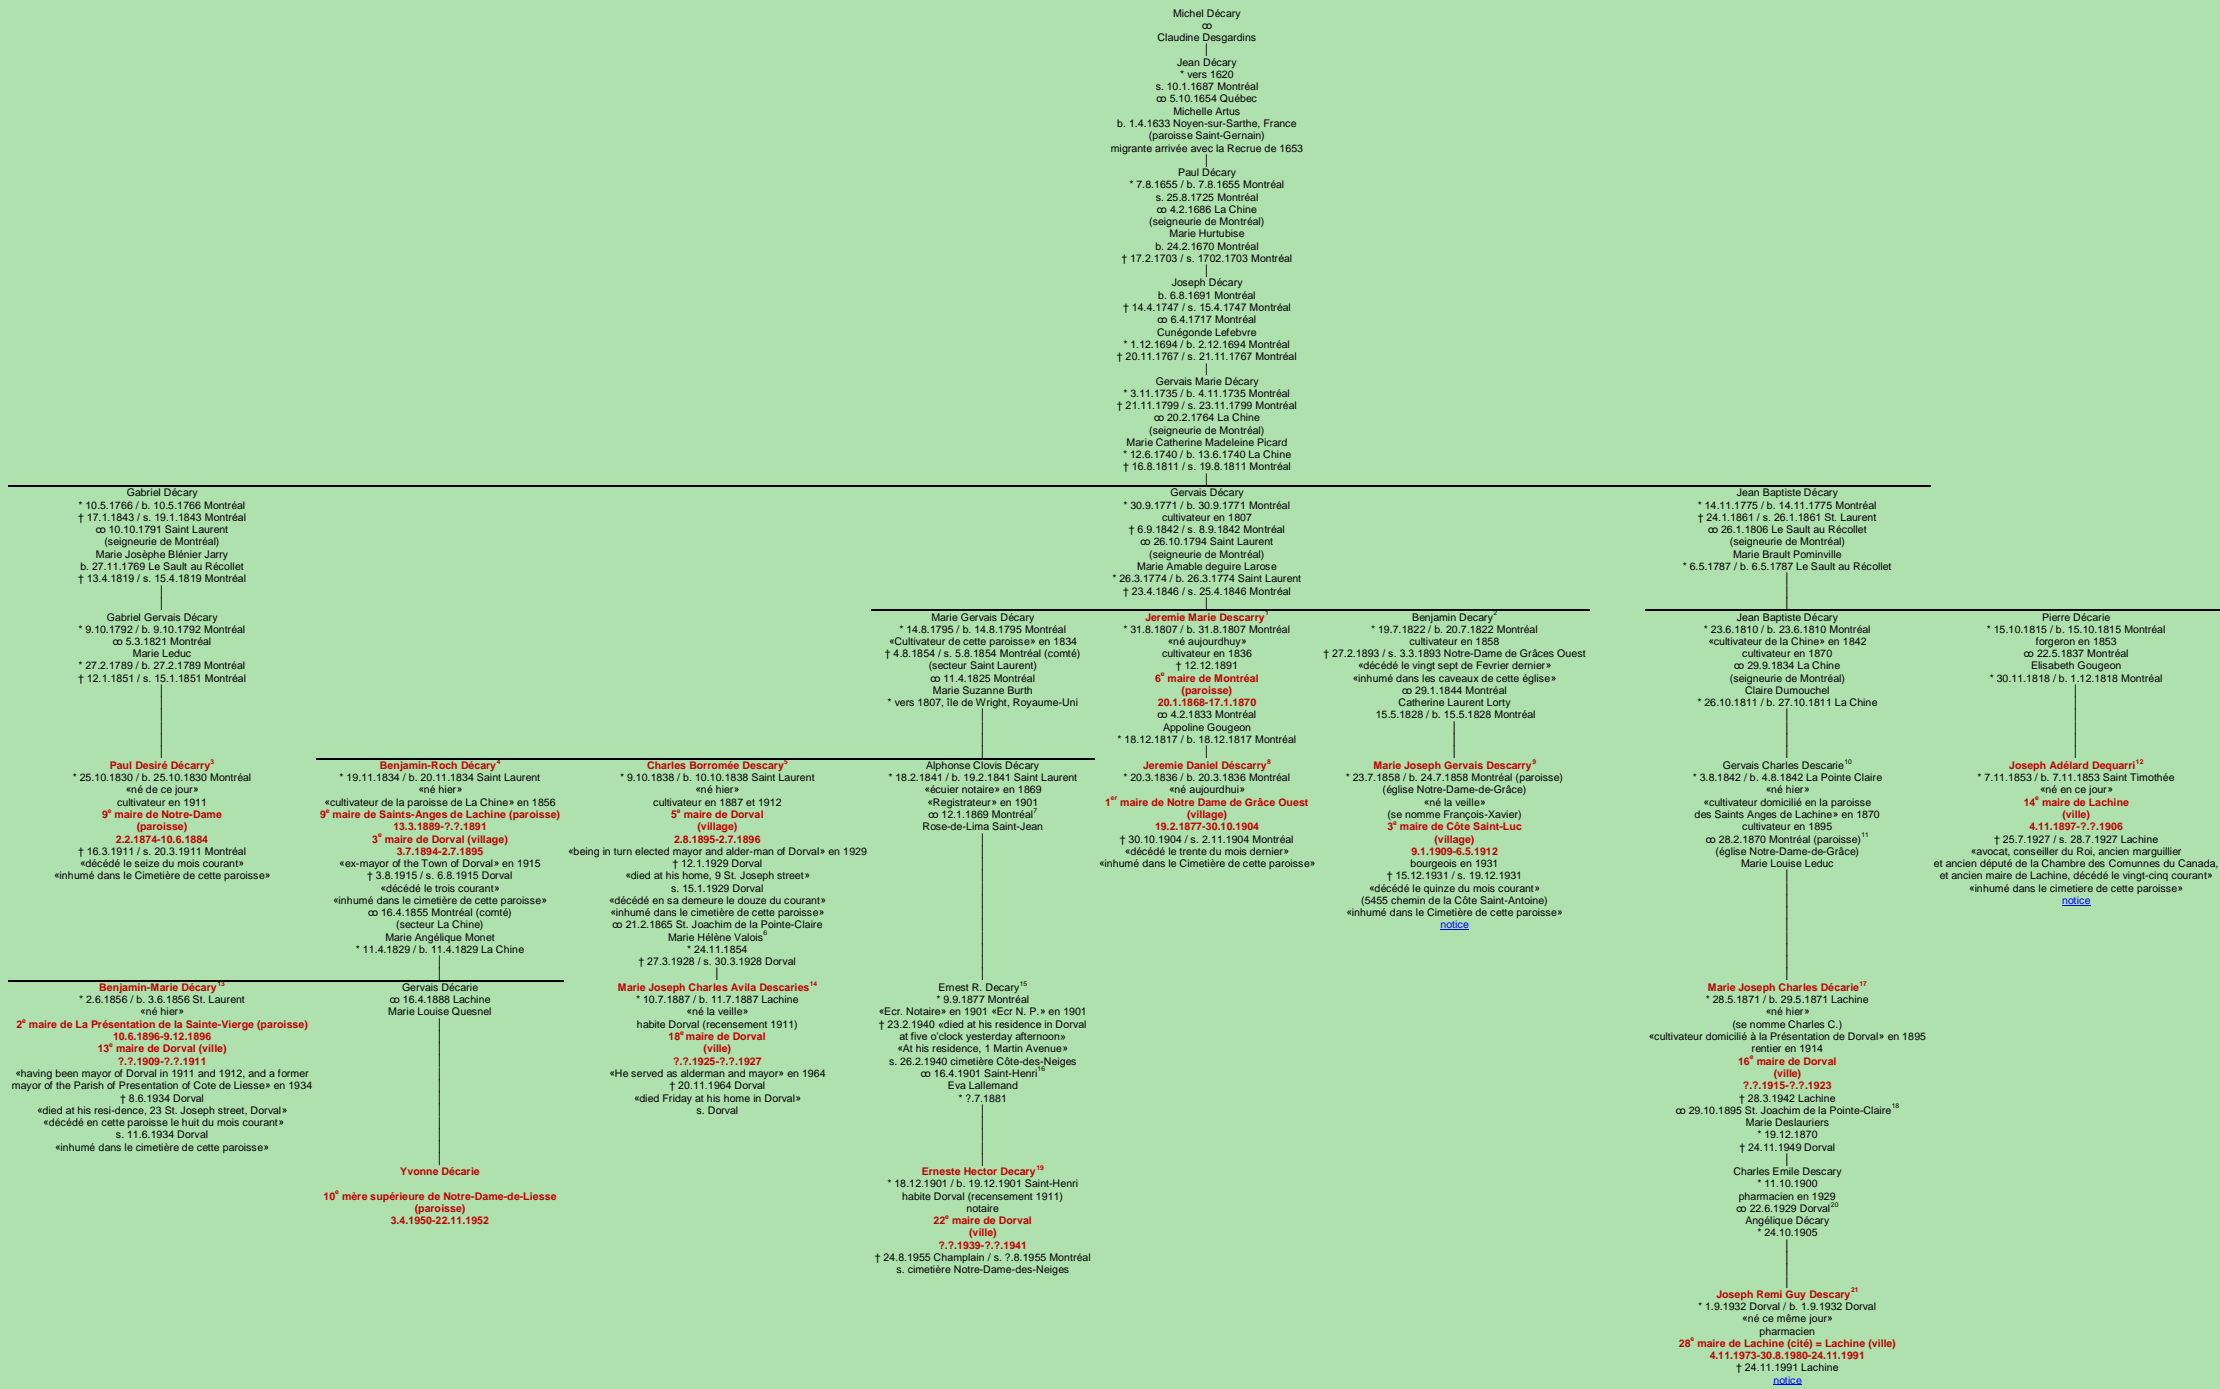 Michel Décary
ꝏ
Claudine Desgardins
Jean Décary
* vers 1620
s. 10.1.1687 Montréal
ꝏ 5.10.1654 Québec
Michelle Artus
b. 1.4.1633 Noyen-sur-Sarthe, France
(paroisse Saint-Gernain)
migrante arrivée avec la Recrue de 1653
Paul Décary
* 7.8.1655 / b. 7.8.1655 Montréal
s. 25.8.1725 Montréal
ꝏ 4.2.1686 La Chine
(seigneurie de Montréal)
Marie Hurtubise
b. 24.2.1670 Montréal
† 17.2.1703 / s. 1702.1703 Montréal
Joseph Décary
b. 6.8.1691 Montréal
† 14.4.1747 / s. 15.4.1747 Montréal
ꝏ 6.4.1717 Montréal
Cunégonde Lefebvre
* 1.12.1694 / b. 2.12.1694 Montréal
† 20.11.1767 / s. 21.11.1767 Montréal
Gervais Marie Décary
* 3.11.1735 / b. 4.11.1735 Montréal
† 21.11.1799 / s. 23.11.1799 Montréal
ꝏ 20.2.1764 La Chine
(seigneurie de Montréal)
Marie Catherine Madeleine Picard
* 12.6.1740 / b. 13.6.1740 La Chine
† 16.8.1811 / s. 19.8.1811 Montréal
Gabriel Décary
* 10.5.1766 / b. 10.5.1766 Montréal
† 17.1.1843 / s. 19.1.1843 Montréal
ꝏ 10.10.1791 Saint Laurent
(seigneurie de Montréal)
Marie Josèphe Blénier Jarry
b. 27.11.1769 Le Sault au Récollet
† 13.4.1819 / s. 15.4.1819 Montréal
Gervais Décary
* 30.9.1771 / b. 30.9.1771 Montréal
cultivateur en 1807
† 6.9.1842 / s. 8.9.1842 Montréal
ꝏ 26.10.1794 Saint Laurent
(seigneurie de Montréal)
Marie Amable deguire Larose
* 26.3.1774 / b. 26.3.1774 Saint Laurent
† 23.4.1846 / s. 25.4.1846 Montréal
Jean Baptiste Décary
* 14.11.1775 / b. 14.11.1775 Montréal
† 24.1.1861 / s. 26.1.1861 St. Laurent
ꝏ 26.1.1806 Le Sault au Récollet
(seigneurie de Montréal)
Marie Brault Pominville
* 6.5.1787 / b. 6.5.1787 Le Sault au Récollet
Gabriel Gervais Décary
* 9.10.1792 / b. 9.10.1792 Montréal
ꝏ 5.3.1821 Montréal
Marie Leduc
* 27.2.1789 / b. 27.2.1789 Montréal
† 12.1.1851 / s. 15.1.1851 Montréal
Marie Gervais Décary
* 14.8.1795 / b. 14.8.1795 Montréal
«Cultivateur de cette paroisse» en 1834
† 4.8.1854 / s. 5.8.1854 Montréal (comté)
(secteur Saint Laurent)
ꝏ 11.4.1825 Montréal
Marie Suzanne Burth
* vers 1807, île de Wright, Royaume-Uni
Jeremie Marie Descarry1
* 31.8.1807 / b. 31.8.1807 Montréal
«né aujourdhuy»
cultivateur en 1836
† 12.12.1891
6e maire de Montréal
(paroisse)
20.1.1868-17.1.1870
ꝏ 4.2.1833 Montréal
Appoline Gougeon
* 18.12.1817 / b. 18.12.1817 Montréal
Benjamin Decary2
* 19.7.1822 / b. 20.7.1822 Montréal
cultivateur en 1858
† 27.2.1893 / s. 3.3.1893 Notre-Dame de Grâces Ouest
«décédé le vingt sept de Fevrier dernier»
«inhumé dans les caveaux de cette église»
ꝏ 29.1.1844 Montréal
Catherine Laurent Lorty
15.5.1828 / b. 15.5.1828 Montréal
Jean Baptiste Décary
* 23.6.1810 / b. 23.6.1810 Montréal
«cultivateur de la Chine» en 1842
cultivateur en 1870
ꝏ 29.9.1834 La Chine
(seigneurie de Montréal)
Claire Dumouchel
* 26.10.1811 / b. 27.10.1811 La Chine
Pierre Décarie
* 15.10.1815 / b. 15.10.1815 Montréal
forgeron en 1853
ꝏ 22.5.1837 Montréal
Elisabeth Gougeon
* 30.11.1818 / b. 1.12.1818 Montréal
Paul Desiré Décarry3
* 25.10.1830 / b. 25.10.1830 Montréal
«né de ce jour»
cultivateur en 1911
9e maire de Notre-Dame
(paroisse)
2.2.1874-10.6.1884
† 16.3.1911 / s. 20.3.1911 Montréal
«décédé le seize du mois courant»
«inhumé dans le Cimetière de cette paroisse»
Benjamin-Roch Décary4
* 19.11.1834 / b. 20.11.1834 Saint Laurent
«né hier»
«cultivateur de la paroisse de La Chine» en 1856
9e maire de Saints-Anges de Lachine (paroisse)
13.3.1889-?.?.1891
3e maire de Dorval (village)
3.7.1894-2.7.1895
«ex-mayor of the Town of Dorval» en 1915
† 3.8.1915 / s. 6.8.1915 Dorval
«décédé le trois courant»
«inhumé dans le cimetière de cette paroisse»
ꝏ 16.4.1855 Montréal (comté)
(secteur La Chine)
Marie Angélique Monet
* 11.4.1829 / b. 11.4.1829 La Chine
Charles Borromée Descary5
* 9.10.1838 / b. 10.10.1838 Saint Laurent
«né hier»
cultivateur en 1887 et 1912
5e maire de Dorval
(village)
2.8.1895-2.7.1896
«being in turn elected mayor and alder-man of Dorval» en 1929
† 12.1.1929 Dorval
«died at his home, 9 St. Joseph street»
s. 15.1.1929 Dorval
«décédé en sa demeure le douze du courant»
«inhumé dans le cimetière de cette paroisse»
ꝏ 21.2.1865 St. Joachim de la Pointe-Claire
Marie Hélène Valois6
* 24.11.1854
† 27.3.1928 / s. 30.3.1928 Dorval
Alphonse Clovis Décary
* 18.2.1841 / b. 19.2.1841 Saint Laurent
«écuier notaire» en 1869
«Registrateur» en 1901
ꝏ 12.1.1869 Montréal7
Rose-de-Lima Saint-Jean
Jeremie Daniel Déscarry8
* 20.3.1836 / b. 20.3.1836 Montréal
«né aujourdhui»
1er maire de Notre Dame de Grâce Ouest
(village)
19.2.1877-30.10.1904
† 30.10.1904 / s. 2.11.1904 Montréal
«décédé le trente du mois dernier»
«inhumé dans le Cimetière de cette paroisse»
Marie Joseph Gervais Descarry9
* 23.7.1858 / b. 24.7.1858 Montréal (paroisse)
(église Notre-Dame-de-Grâce)
«né la veille»
(se nomme François-Xavier)
3e maire de Côte Saint-Luc
(village)
9.1.1909-6.5.1912
bourgeois en 1931
† 15.12.1931 / s. 19.12.1931
«décédé le quinze du mois courant»
(5455 chemin de la Côte Saint-Antoine)
«inhumé dans le Cimetière de cette paroisse»
notice
Gervais Charles Descarie10
* 3.8.1842 / b. 4.8.1842 La Pointe Claire
«né hier»
«cultivateur domicilié en la paroisse
des Saints Anges de Lachine» en 1870
cultivateur en 1895
ꝏ 28.2.1870 Montréal (paroisse)11
(église Notre-Dame-de-Grâce)
Marie Louise Leduc
Joseph Adélard Dequarri12
* 7.11.1853 / b. 7.11.1853 Saint Timothée
«né en ce jour»
14e maire de Lachine
(ville)
4.11.1897-?.?.1906
† 25.7.1927 / s. 28.7.1927 Lachine
«avocat, conseiller du Roi, ancien marguillier
et ancien député de la Chambre des Comunnes du Canada,
et ancien maire de Lachine, décédé le vingt-cinq courant»
«inhumé dans le cimetiere de cette paroisse»
notice
Benjamin-Marie Décary13
* 2.6.1856 / b. 3.6.1856 St. Laurent
«né hier»
2e maire de La Présentation de la Sainte-Vierge (paroisse)
10.6.1896-9.12.1896
13e maire de Dorval (ville)
?.?.1909-?.?.1911
«having been mayor of Dorval in 1911 and 1912, and a former
mayor of the Parish of Presentation of Cote de Liesse» en 1934
† 8.6.1934 Dorval
«died at his resi-dence, 23 St. Joseph street, Dorval»
«décédé en cette paroisse le huit du mois courant»
s. 11.6.1934 Dorval
«inhumé dans le cimetière de cette paroisse»
Gervais Décarie
ꝏ 16.4.1888 Lachine
Marie Louise Quesnel
Marie Joseph Charles Avila Descaries14
* 10.7.1887 / b. 11.7.1887 Lachine
«né la veille»
habite Dorval (recensement 1911)
18e maire de Dorval
(ville)
?.?.1925-?.?.1927
«He served as alderman and mayor» en 1964
† 20.11.1964 Dorval
«died Friday at his home in Dorval»
s. Dorval
Ernest R. Decary15
* 9.9.1877 Montréal
«Ecr. Notaire» en 1901 «Ecr N. P.» en 1901
† 23.2.1940 «died at his residence in Dorval
at five o'clock yesterday afternoon»
«At his residence, 1 Martin Avenue»
s. 26.2.1940 cimetière Côte-des-Neiges
ꝏ 16.4.1901 Saint-Henri16
Eva Lallemand
* ?.7.1881
Marie Joseph Charles Décarie17
* 28.5.1871 / b. 29.5.1871 Lachine
«né hier»
(se nomme Charles C.)
«cultivateur domicilié à la Présentation de Dorval» en 1895
rentier en 1914
16e maire de Dorval
(ville)
?.?.1915-?.?.1923
† 28.3.1942 Lachine
ꝏ 29.10.1895 St. Joachim de la Pointe-Claire18
Marie Deslauriers
* 19.12.1870
† 24.11.1949 Dorval
Yvonne Décarie
10e mère supérieure de Notre-Dame-de-Liesse
(paroisse)
3.4.1950-22.11.1952
Erneste Hector Decary19
* 18.12.1901 / b. 19.12.1901 Saint-Henri
habite Dorval (recensement 1911)
notaire
22e maire de Dorval
(ville)
?.?.1939-?.?.1941
† 24.8.1955 Champlain / s. ?.8.1955 Montréal
s. cimetière Notre-Dame-des-Neiges
Charles Emile Descary
* 11.10.1900
pharmacien en 1929
ꝏ 22.6.1929 Dorval20
Angélique Décary
* 24.10.1905
Joseph Remi Guy Descary21
* 1.9.1932 Dorval / b. 1.9.1932 Dorval
«né ce même jour»
pharmacien
28e maire de Lachine (cité) = Lachine (ville)
4.11.1973-30.8.1980-24.11.1991
† 24.11.1991 Lachine
notice